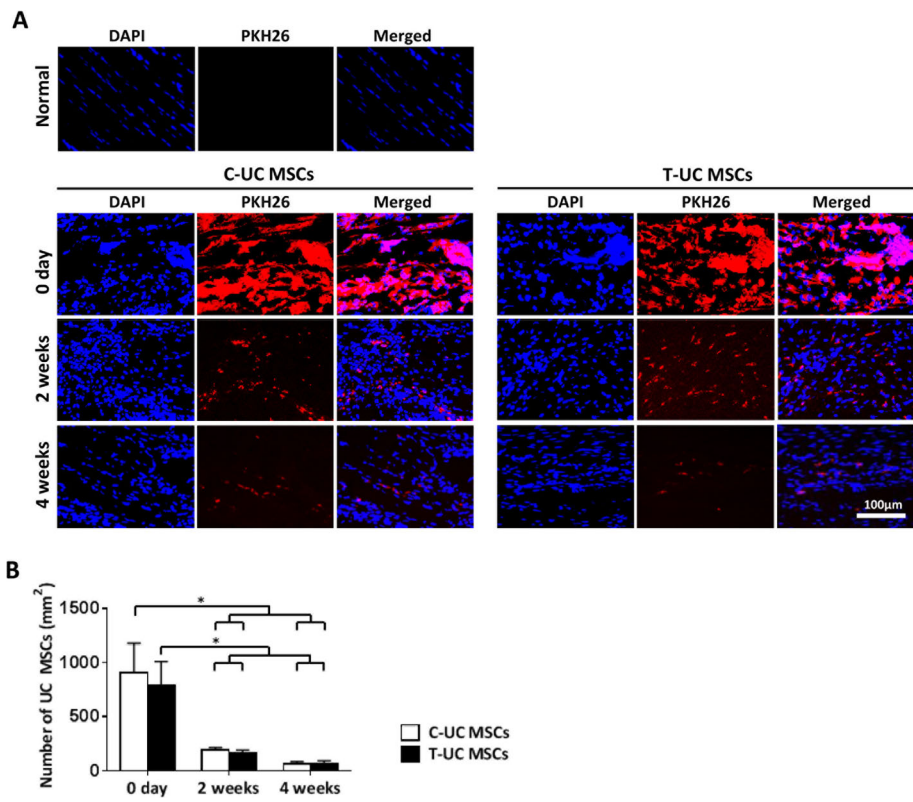 A
DAPI PKH26 Merged
Normal
C-UC MSCs T-UC MSCs
DAPI PKH26 Merged DAPI PKH26 Merged
0 day
2 weeks
4 weeks
100μm
B
Number of UC MSCs (mm²)
1500
1000
500
0
*
*
0 day 2 weeks 4 weeks
C-UC MSCs
T-UC MSCs